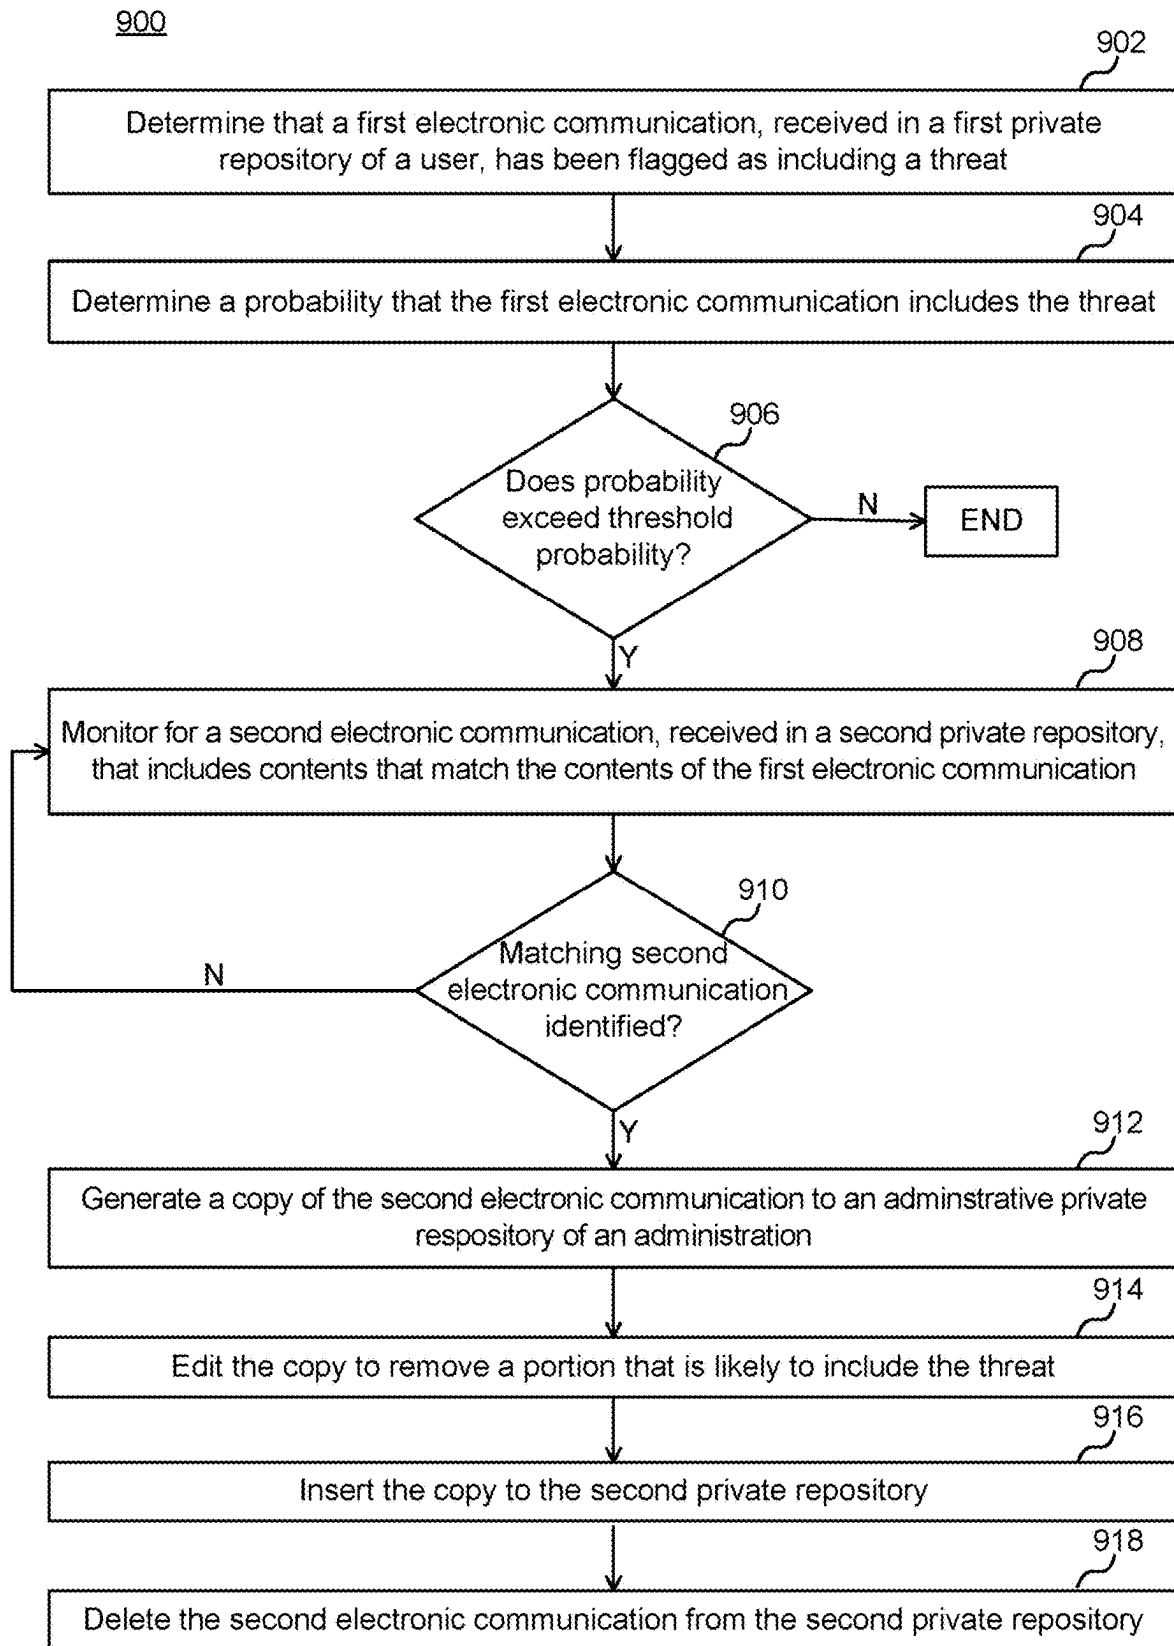 900
902
Determine that a first electronic communication, received in a first private
repository of a user, has been flagged as including a threat
904
Determine a probability that the first electronic communication includes the threat
906
Does probability
exceed threshold
probability?
N
END
Y
908
Monitor for a second electronic communication, received in a second private repository,
that includes contents that match the contents of the first electronic communication
910
Matching second
electronic communication
identified?
N
Y
912
Generate a copy of the second electronic communication to an adminstrative private
respository of an administration
914
Edit the copy to remove a portion that is likely to include the threat
916
Insert the copy to the second private repository
918
Delete the second electronic communication from the second private repository